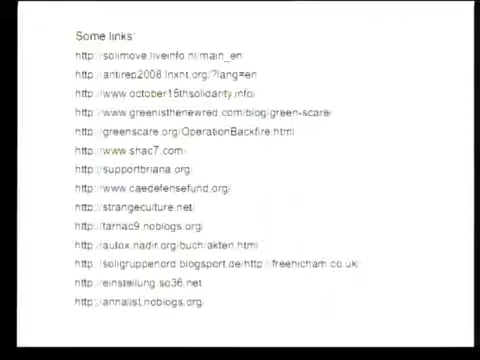 Some links:
http://solimove.liveinfo.nl/main_en
http://antirep2008.lnxnt.org/?lang=en
http://www.october15thsolidarity.info/
http://www.greenisthenewred.com/blog/green-scare/
http://greenscare.org/OperationBackfire.html
http://www.shac7.com/
http://supportbriana.org/
http://www.caedefensefund.org/
http://strangeculture.net/
http://tarnac9.noblogs.org/
http://autox.nadir.org/buch/akten.html
http://soligruppenord.blogsport.de/http://freehicham.co.uk/
http://einstellung.so36.net
http://annalist.noblogs.org/